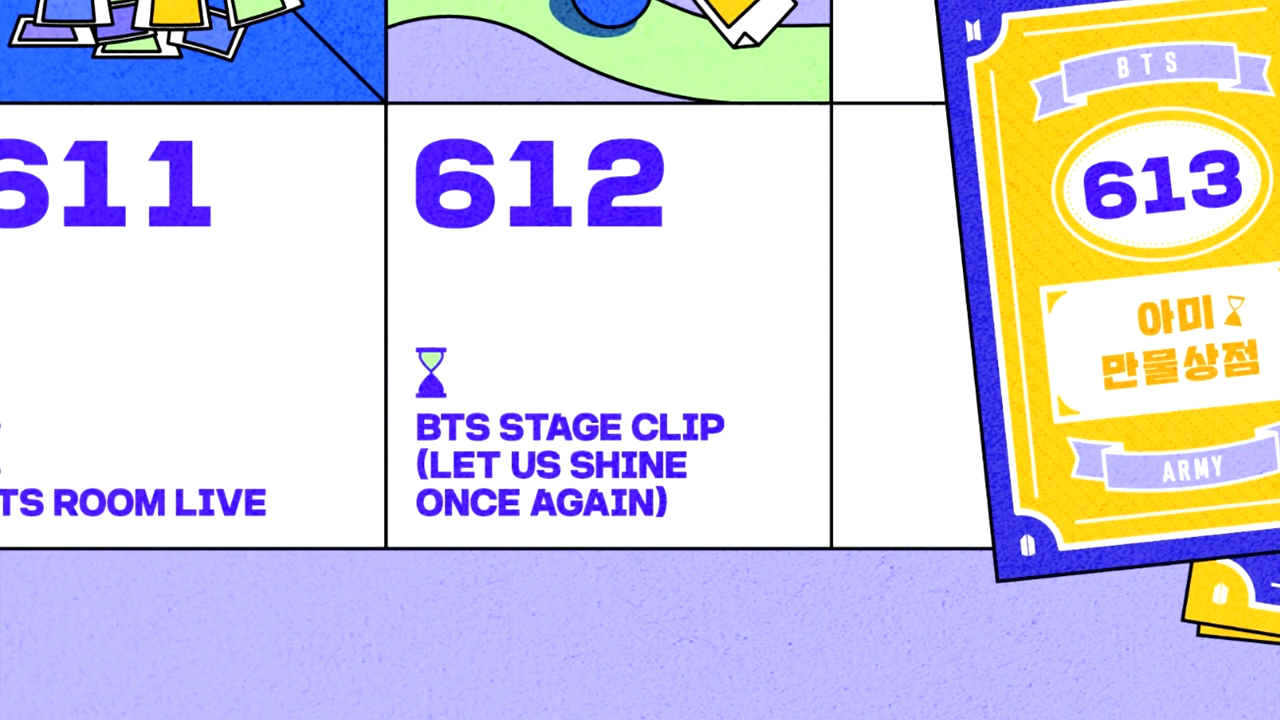 611
TS ROOM LIVE
612
BTS STAGE CLIP
(LET US SHINE
ONCE AGAIN)
BTS
613
아미
만물상점
ARMY